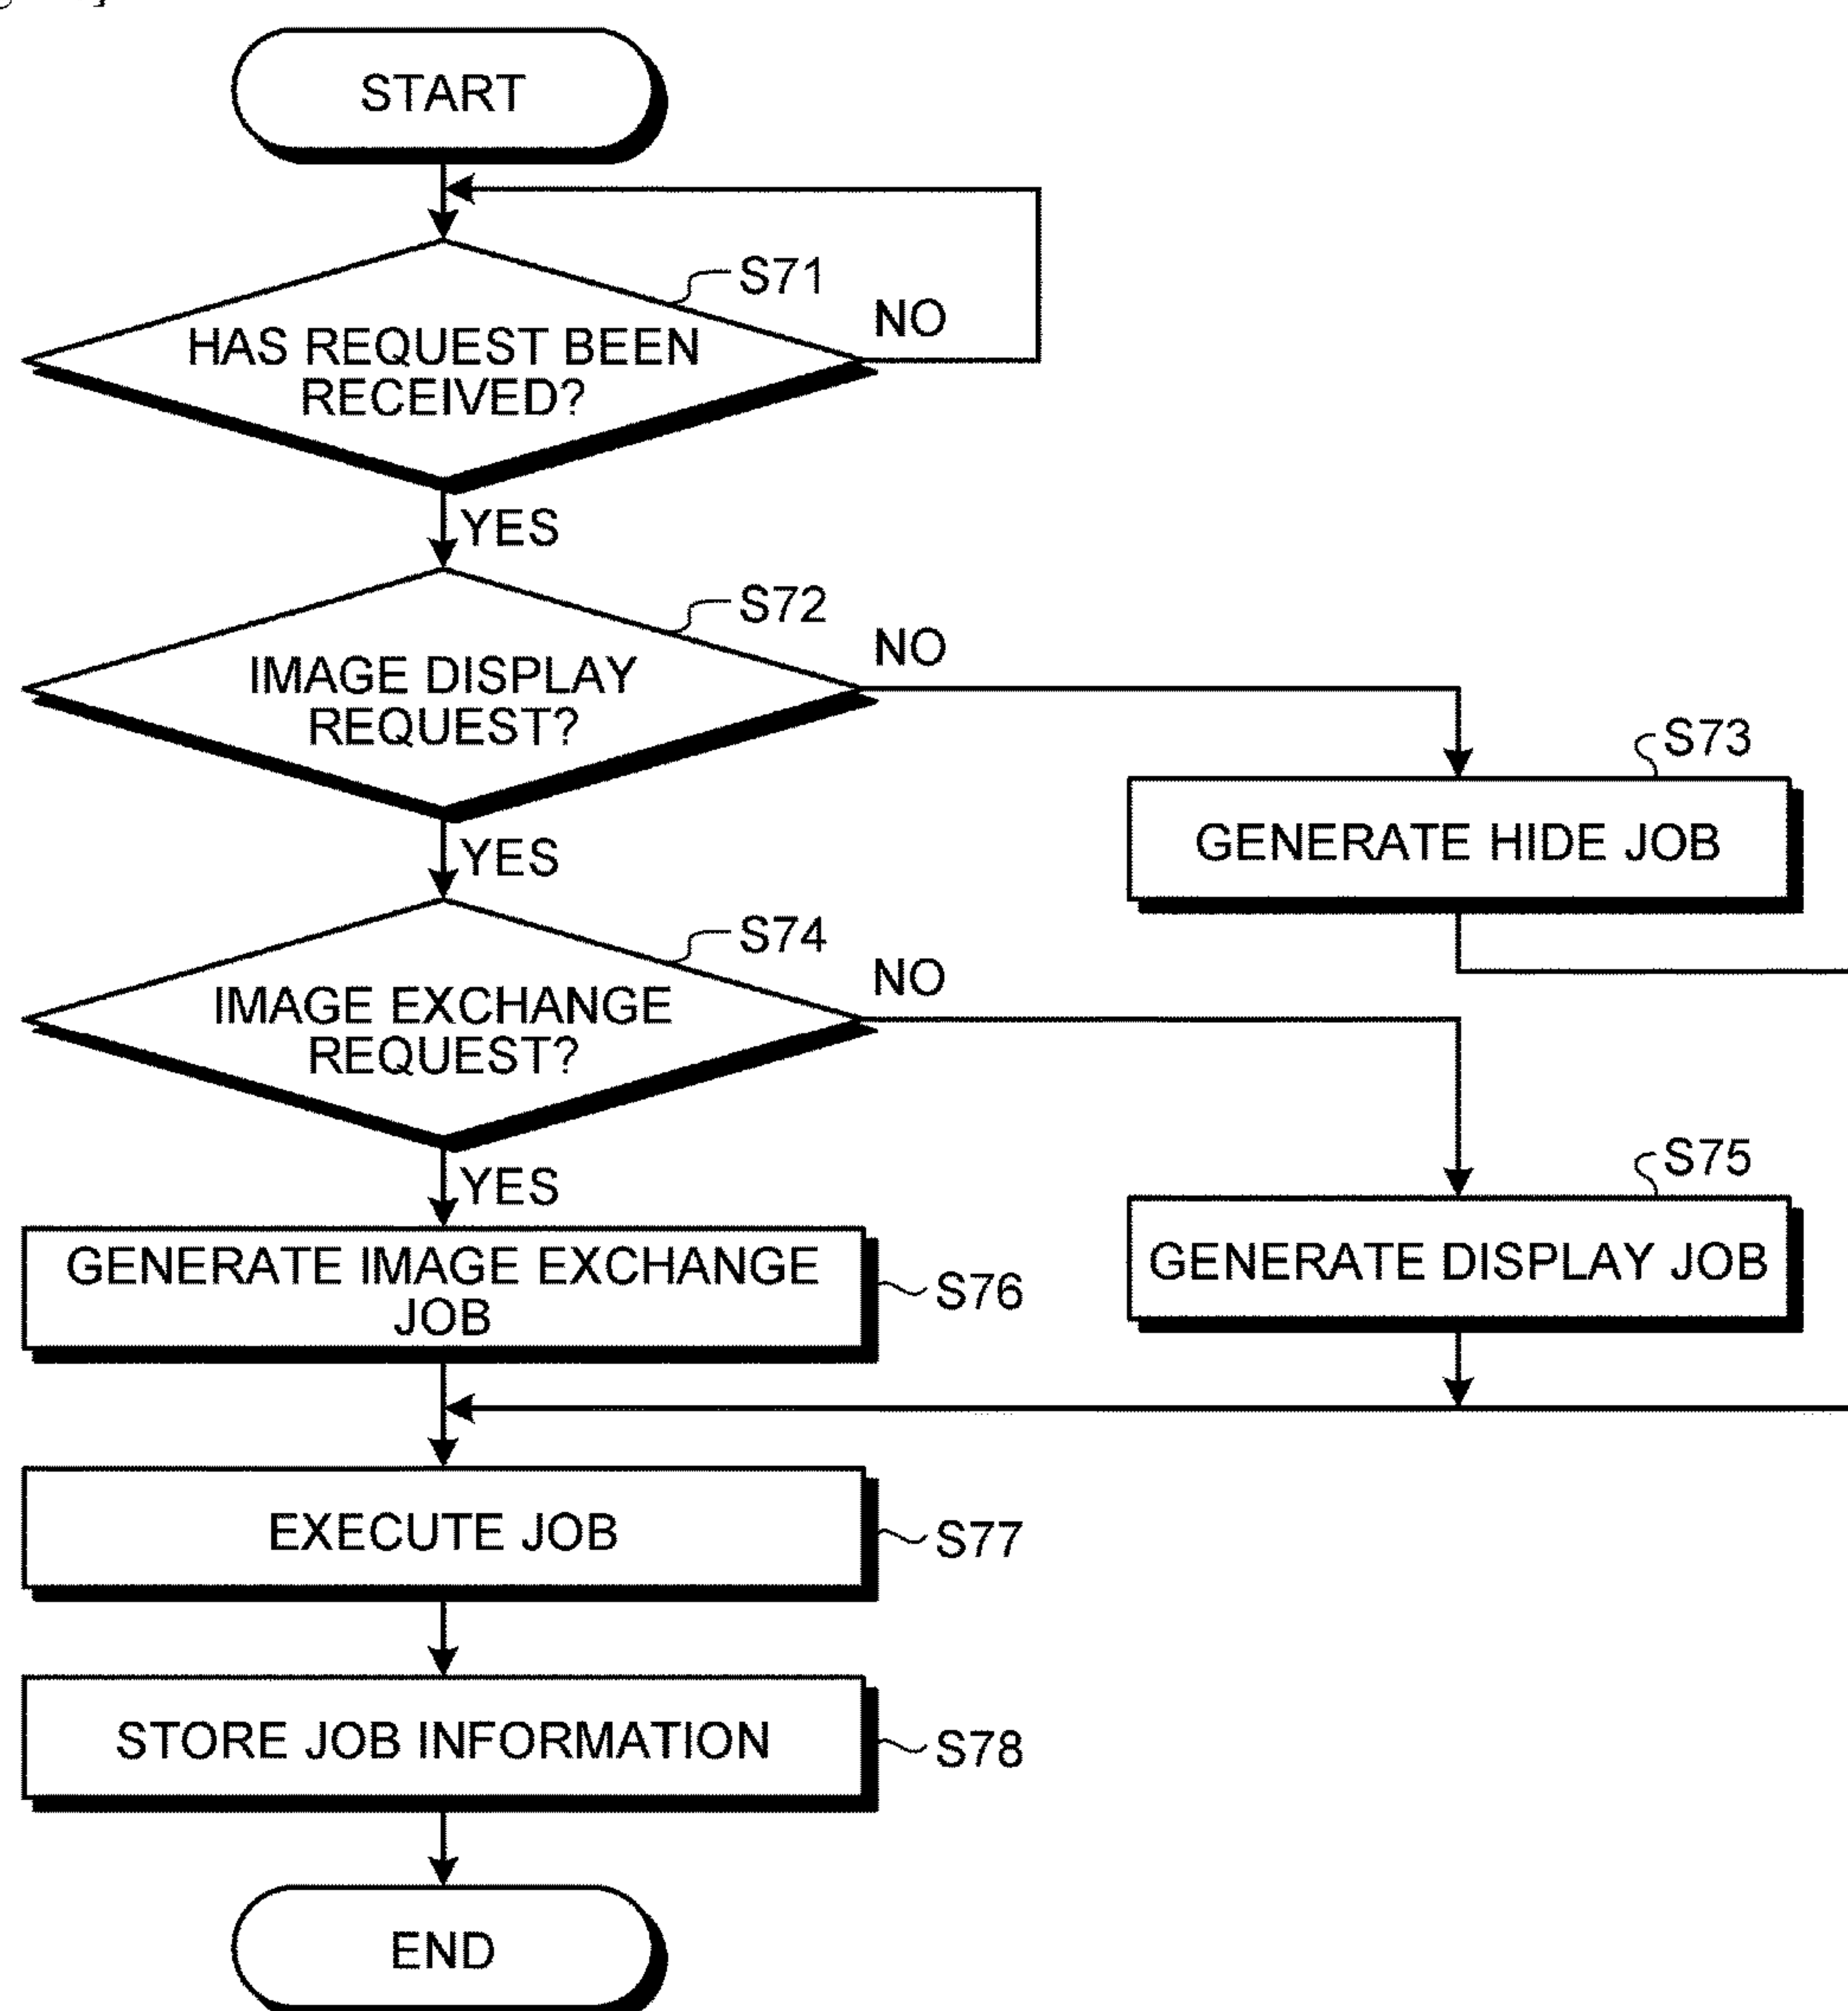 START
S71
NO
HAS REQUEST BEEN
RECEIVED?
YES
S72
NO
IMAGE DISPLAY
REQUEST?
S73
GENERATE HIDE JOB
YES
S74
NO
IMAGE EXCHANGE
REQUEST?
S75
YES
GENERATE IMAGE EXCHANGE
JOB
S76
GENERATE DISPLAY JOB
EXECUTE JOB
S77
STORE JOB INFORMATION
S78
END